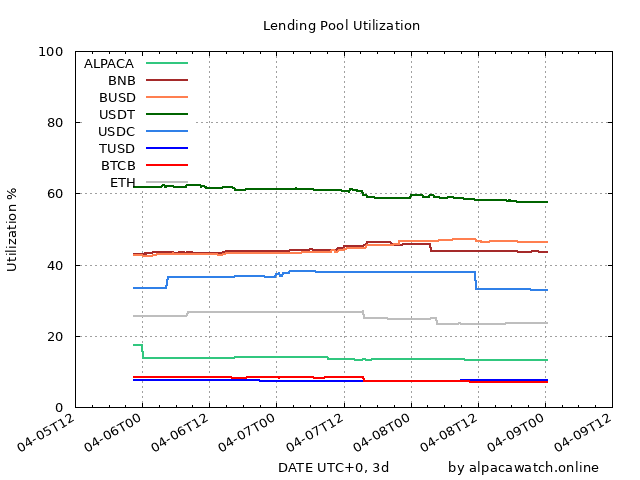 Lending Pool Utilization
100
80
60
40
20
0
Utilization %
ALPACA
BNB
BUSD
USDT
USDC
TUSD
BTCB
ETH
04-05T12
04-06T00
04-06T12
04-07T00
04-07T12
04-08T00
04-08T12
04-09T00
04-09T12
DATE UTC+0, 3d
by alpacawatch.online